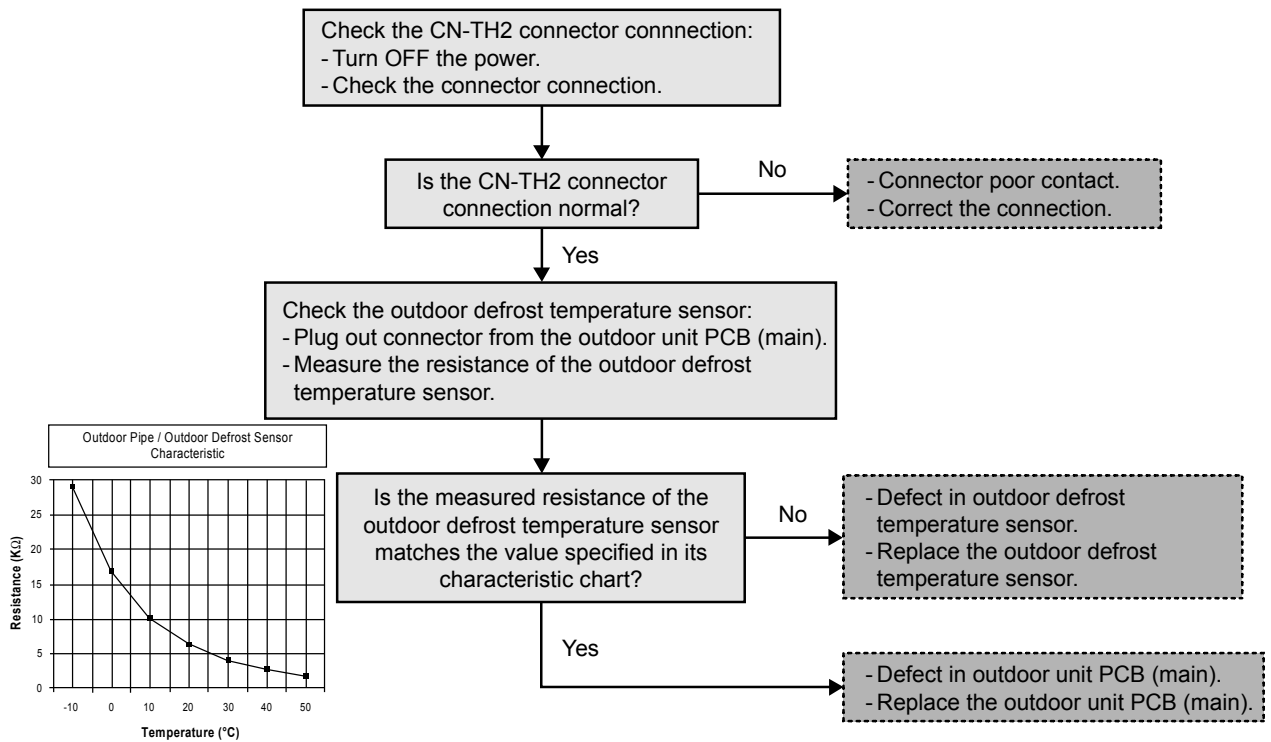 Check the CN-TH2 connector connnection:
- Turn OFF the power.
- Check the connector connection.
Is the CN-TH2 connector
connection normal?
No
- Connector poor contact.
- Correct the connection.
Yes
Check the outdoor defrost temperature sensor:
- Plug out connector from the outdoor unit PCB (main).
- Measure the resistance of the outdoor defrost
temperature sensor.
Outdoor Pipe / Outdoor Defrost Sensor
Characteristic
Resistance (KΩ)
30
25
20
15
10
5
0
-10 0 10 20 30 40 50
Temperature (°C)
Is the measured resistance of the
outdoor defrost temperature sensor
matches the value specified in its
characteristic chart?
No
- Defect in outdoor defrost
temperature sensor.
- Replace the outdoor defrost
temperature sensor.
Yes
- Defect in outdoor unit PCB (main).
- Replace the outdoor unit PCB (main).